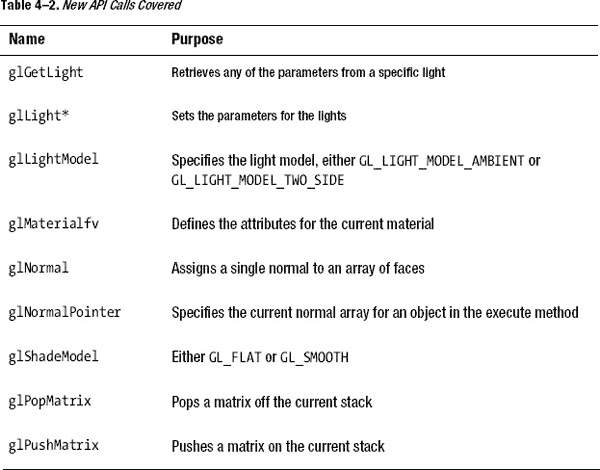 Table 4–2. New API Calls Covered
Name Purpose
glGetLight Retrieves any of the parameters from a specific light
glLight* Sets the parameters for the lights
glLightModel Specifies the light model, either GL_LIGHT_MODEL_AMBIENT or
GL_LIGHT_MODEL_TWO_SIDE
glMaterialfv Defines the attributes for the current material
glNormal Assigns a single normal to an array of faces
glNormalPointer Specifies the current normal array for an object in the execute method
glShadeModel Either GL_FLAT or GL_SMOOTH
glPopMatrix Pops a matrix off the current stack
glPushMatrix Pushes a matrix on the current stack